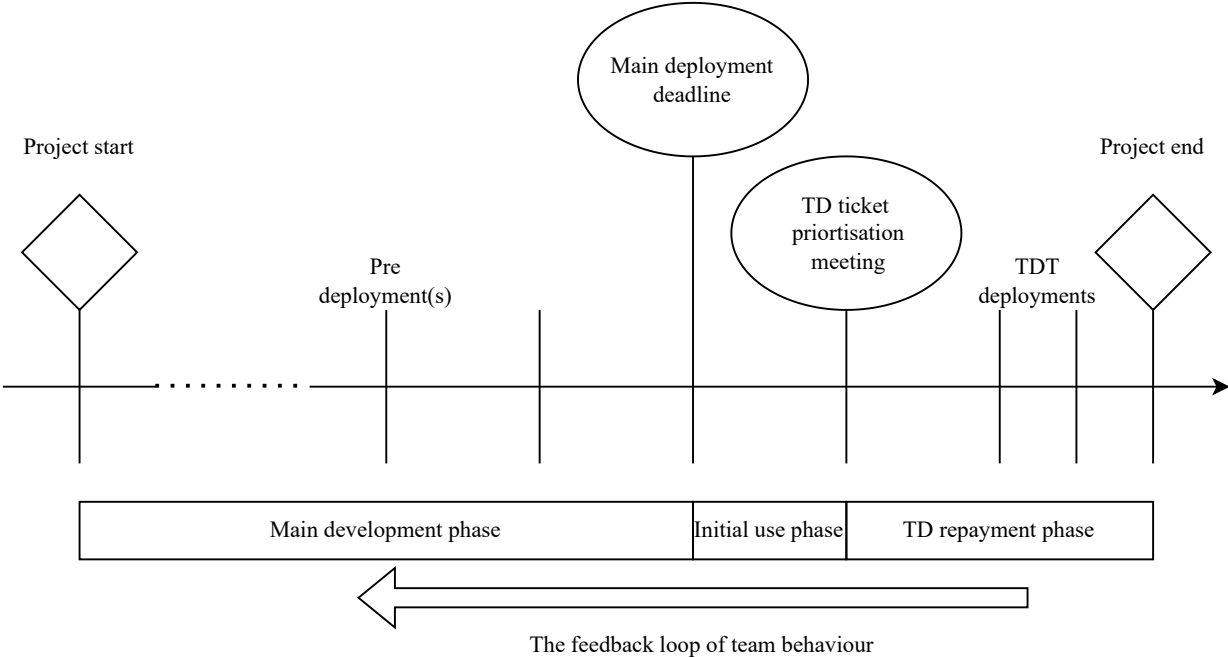 Main deployment
deadline
Project start
Project end
TD ticket
priortisation
meeting
Pre
deployment(s)
TDT
deployments
Main development phase
Initial use phase
TD repayment phase
The feedback loop of team behaviour